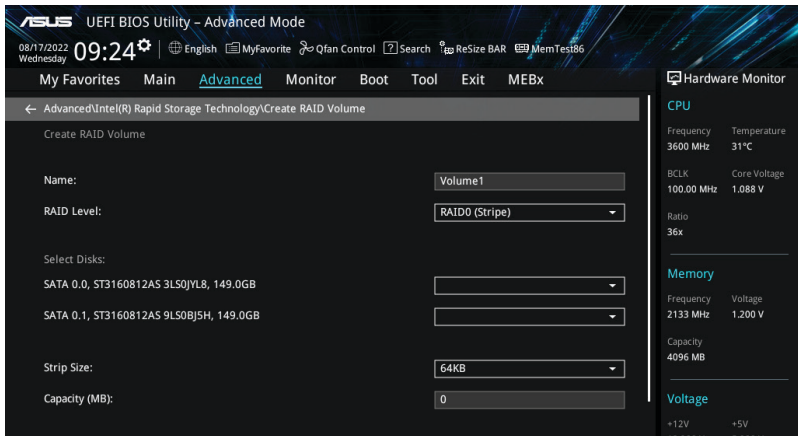 ASUS UEFI BIOS Utility – Advanced Mode
08/17/2022 Wednesday 09:24 English MyFavorite Qfan Control ? Search ReSize BAR MemTest86
My Favorites Main Advanced Monitor Boot Tool Exit MEBx
← Advanced\Intel(R) Rapid Storage Technology\Create RAID Volume
Create RAID Volume
Name: Volume1
RAID Level: RAID0 (Stripe)
Select Disks:
SATA 0.0, ST3160812AS 3LS0JYL8, 149.0GB
SATA 0.1, ST3160812AS 9LS0BJ5H, 149.0GB
Strip Size: 64KB
Capacity (MB): 0
Hardware Monitor
CPU
Frequency Temperature
3600 MHz 31°C
BCLK Core Voltage
100.00 MHz 1.088 V
Ratio
36x
Memory
Frequency Voltage
2133 MHz 1.200 V
Capacity
4096 MB
Voltage
+12V +5V